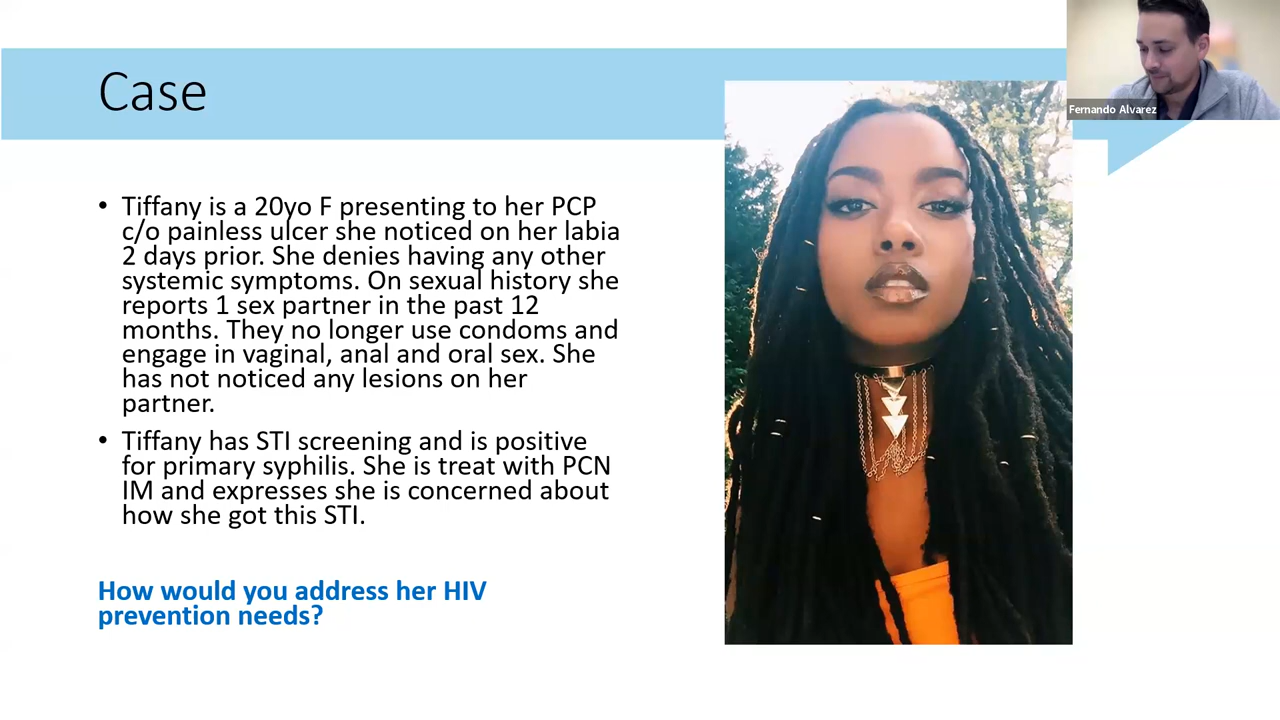 Case
Fernando Alvarez
• Tiffany is a 20yo F presenting to her PCP
c/o painless ulcer she noticed on her labia
2 days prior. She denies having any other
systemic symptoms. On sexual history she
reports 1 sex partner in the past 12
months. They no longer use condoms and
engage in vaginal, anal and oral sex. She
has not noticed any lesions on her
partner.
• Tiffany has STI screening and is positive
for primary syphilis. She is treat with PCN
IM and expresses she is concerned about
how she got this STI.
How would you address her HIV
prevention needs?